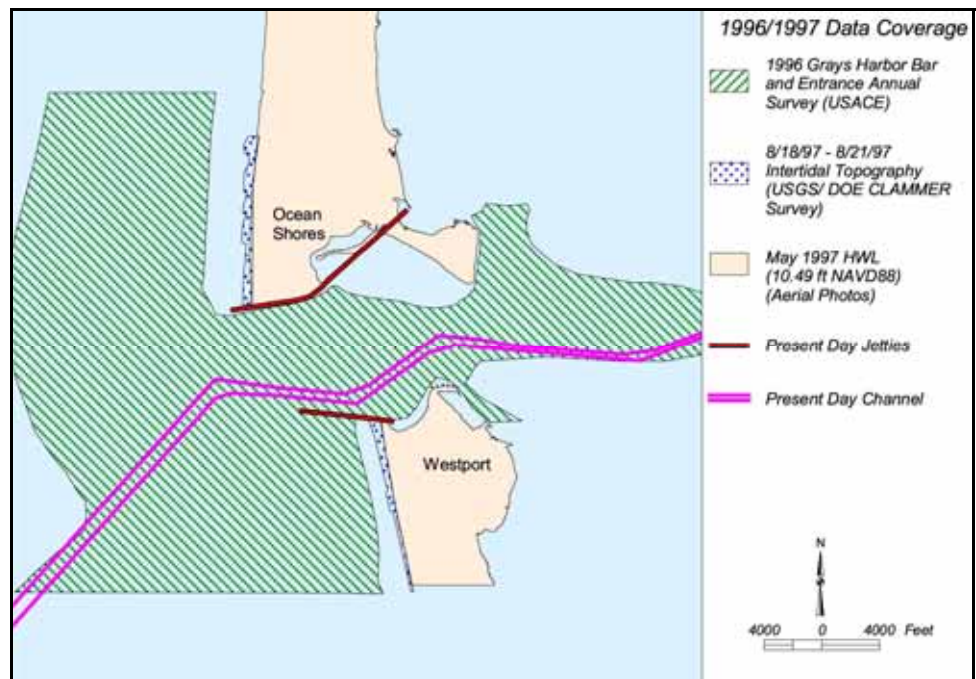 1996/1997 Data Coverage
1996 Grays Harbor Bar
and Entrance Annual
Survey (USACE)
8/18/97 - 8/21/97
Intertidal Topography
(USGS/ DOE CLAMMER
Survey)
May 1997 HWL
(10.49 ft NAVD88)
(Aerial Photos)
Present Day Jetties
Present Day Channel
Ocean
Shores
Westport
N
4000 0 4000 Feet